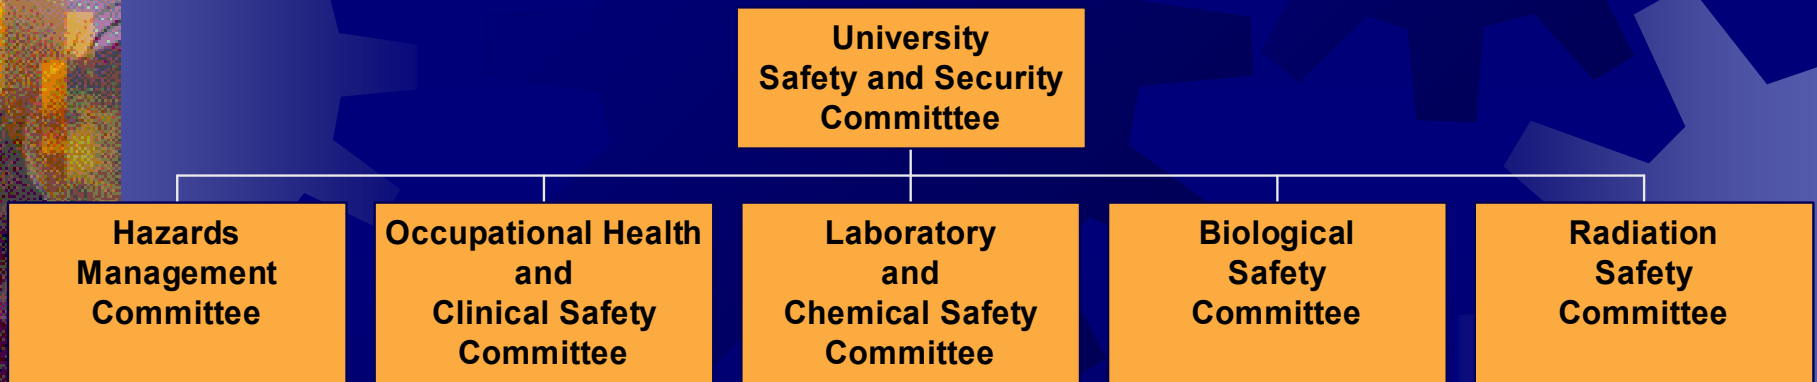 University
Safety and Security
Committtee
Hazards
Management
Committee
Occupational Health
and
Clinical Safety
Committee
Laboratory
and
Chemical Safety
Committee
Biological
Safety
Committee
Radiation
Safety
Committee